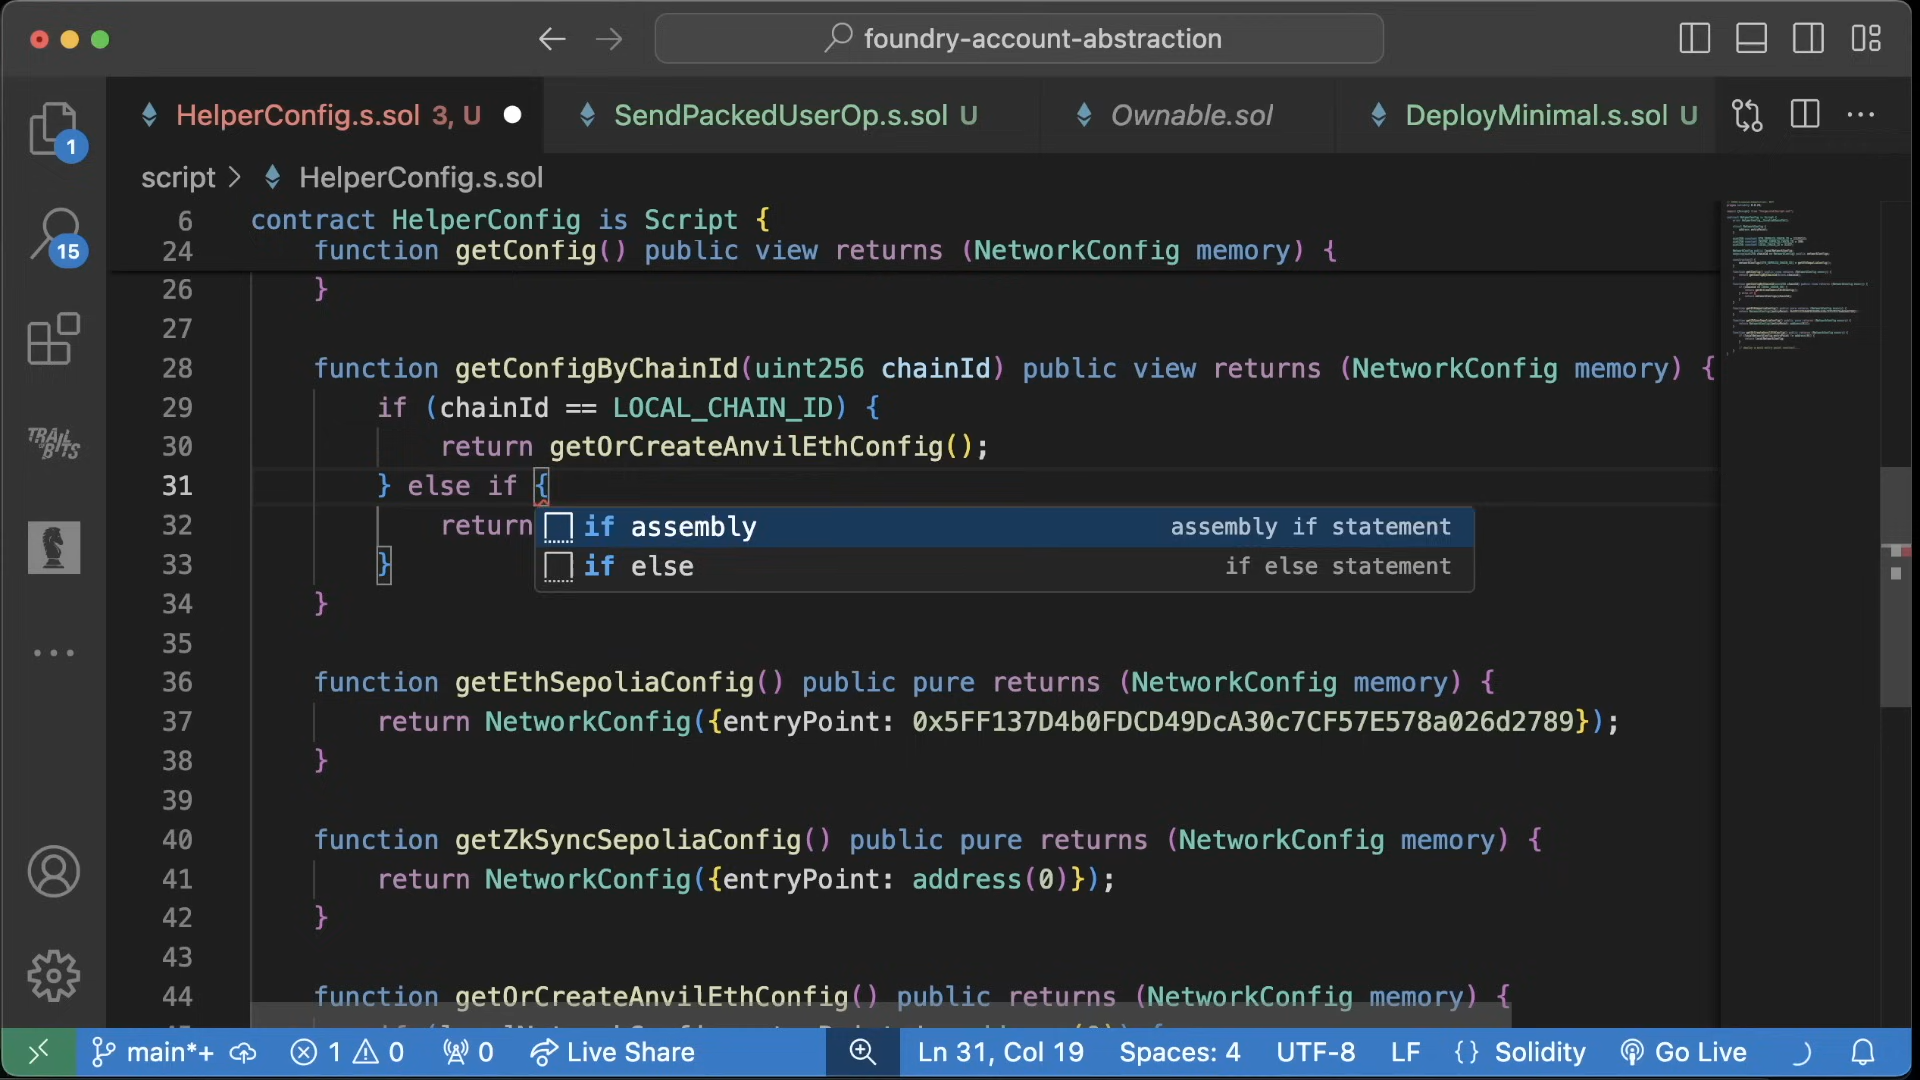 foundry-account-abstraction
HelperConfig.s.sol 3, U
SendPackedUserOp.s.sol U
Ownable.sol
DeployMinimal.s.sol U
1
script > HelperConfig.s.sol
6 contract HelperConfig is Script {
24 function getConfig() public view returns (NetworkConfig memory) {
15
26 }
27
28 function getConfigByChainId(uint256 chainId) public view returns (NetworkConfig memory) {
29 if (chainId == LOCAL_CHAIN_ID) {
30 return getOrCreateAnvilEthConfig();
TRAIL
OF BITS
31 } else if {
32 return
if assembly assembly if statement
if else if else statement
33 }
34 }
35
36 function getEthSepoliaConfig() public pure returns (NetworkConfig memory) {
37 return NetworkConfig({entryPoint: 0x5FF137D4b0FDCD49DcA30c7CF57E578a026d2789});
38 }
39
40 function getZkSyncSepoliaConfig() public pure returns (NetworkConfig memory) {
41 return NetworkConfig({entryPoint: address(0)});
42 }
43
44 function getOrCreateAnvilEthConfig() public returns (NetworkConfig memory) {
main*+ 1 0 0 Live Share Ln 31, Col 19 Spaces: 4 UTF-8 LF {} Solidity Go Live